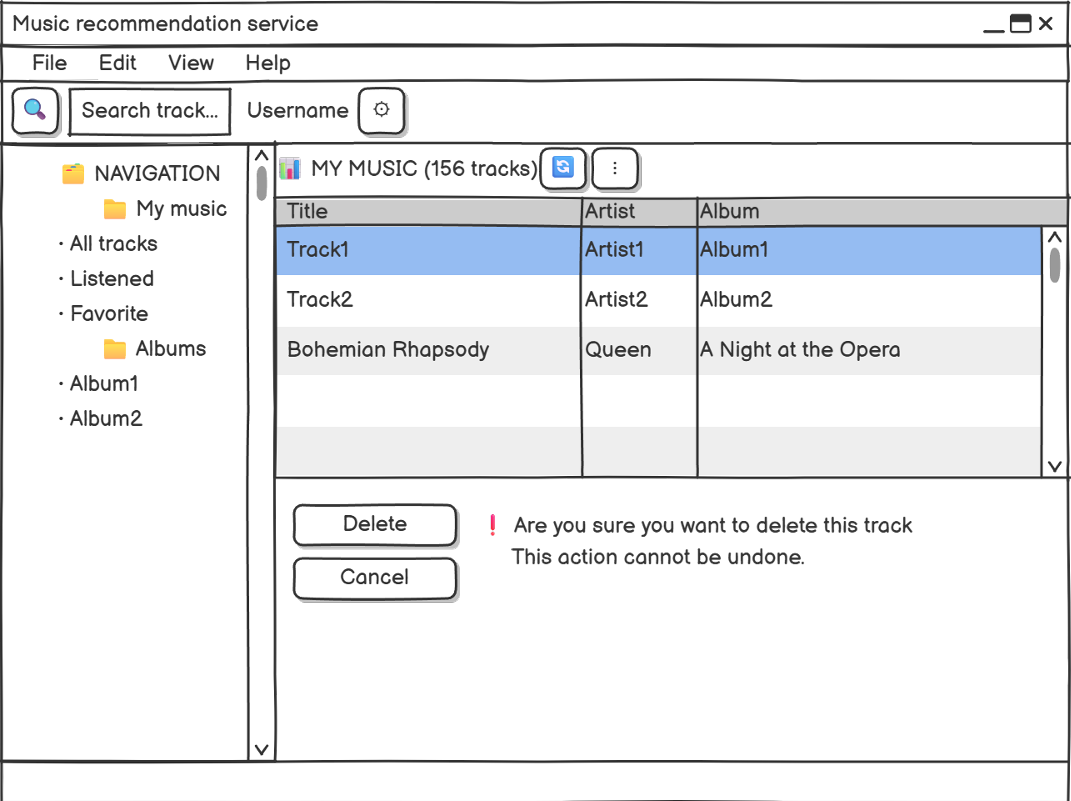 Music recommendation service
File Edit View Help
Search track... Username
NAVIGATION
My music
· All tracks
· Listened
· Favorite
Albums
· Album1
· Album2
MY MUSIC (156 tracks)
Title Artist Album
Track1 Artist1 Album1
Track2 Artist2 Album2
Bohemian Rhapsody Queen A Night at the Opera
Delete
Cancel
❗ Are you sure you want to delete this track
This action cannot be undone.